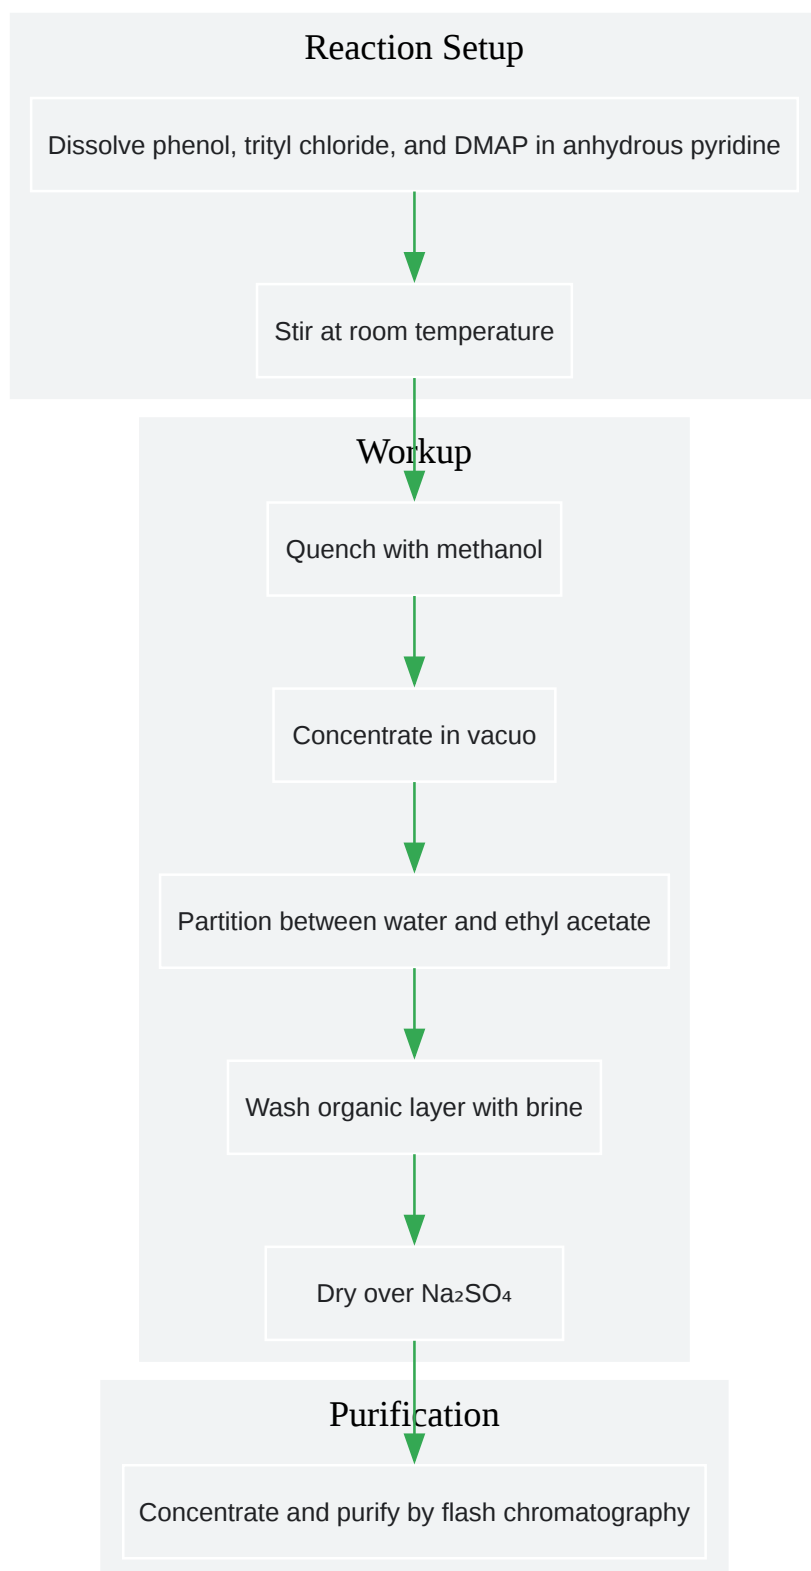 Reaction Setup
Dissolve phenol, trityl chloride, and DMAP in anhydrous pyridine
Stir at room temperature
Workup
Quench with methanol
Concentrate in vacuo
Partition between water and ethyl acetate
Wash organic layer with brine
Dry over Na₂SO₄
Purification
Concentrate and purify by flash chromatography